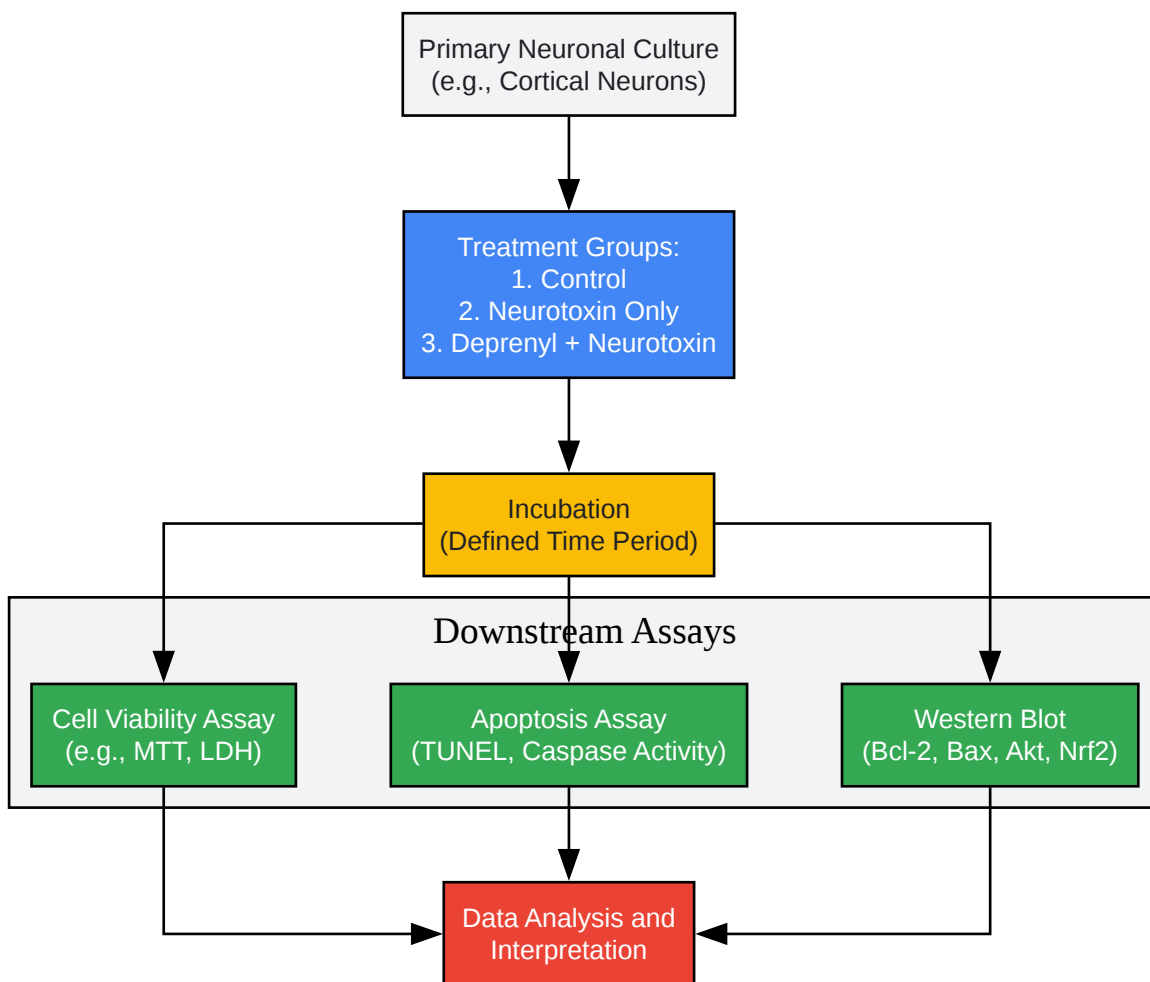 Primary Neuronal Culture
(e.g., Cortical Neurons)
Treatment Groups:
1. Control
2. Neurotoxin Only
3. Deprenyl + Neurotoxin
Incubation
(Defined Time Period)
Downstream Assays
Cell Viability Assay
(e.g., MTT, LDH)
Apoptosis Assay
(TUNEL, Caspase Activity)
Western Blot
(Bcl-2, Bax, Akt, Nrf2)
Data Analysis and
Interpretation